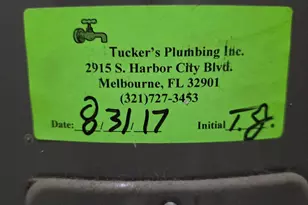 Tucker's Plumbing Inc.
2915 S. Harbor City Blvd.
Melbourne, FL 32901
(321)727-3453
Date: 8/31/17 Initial T.J.